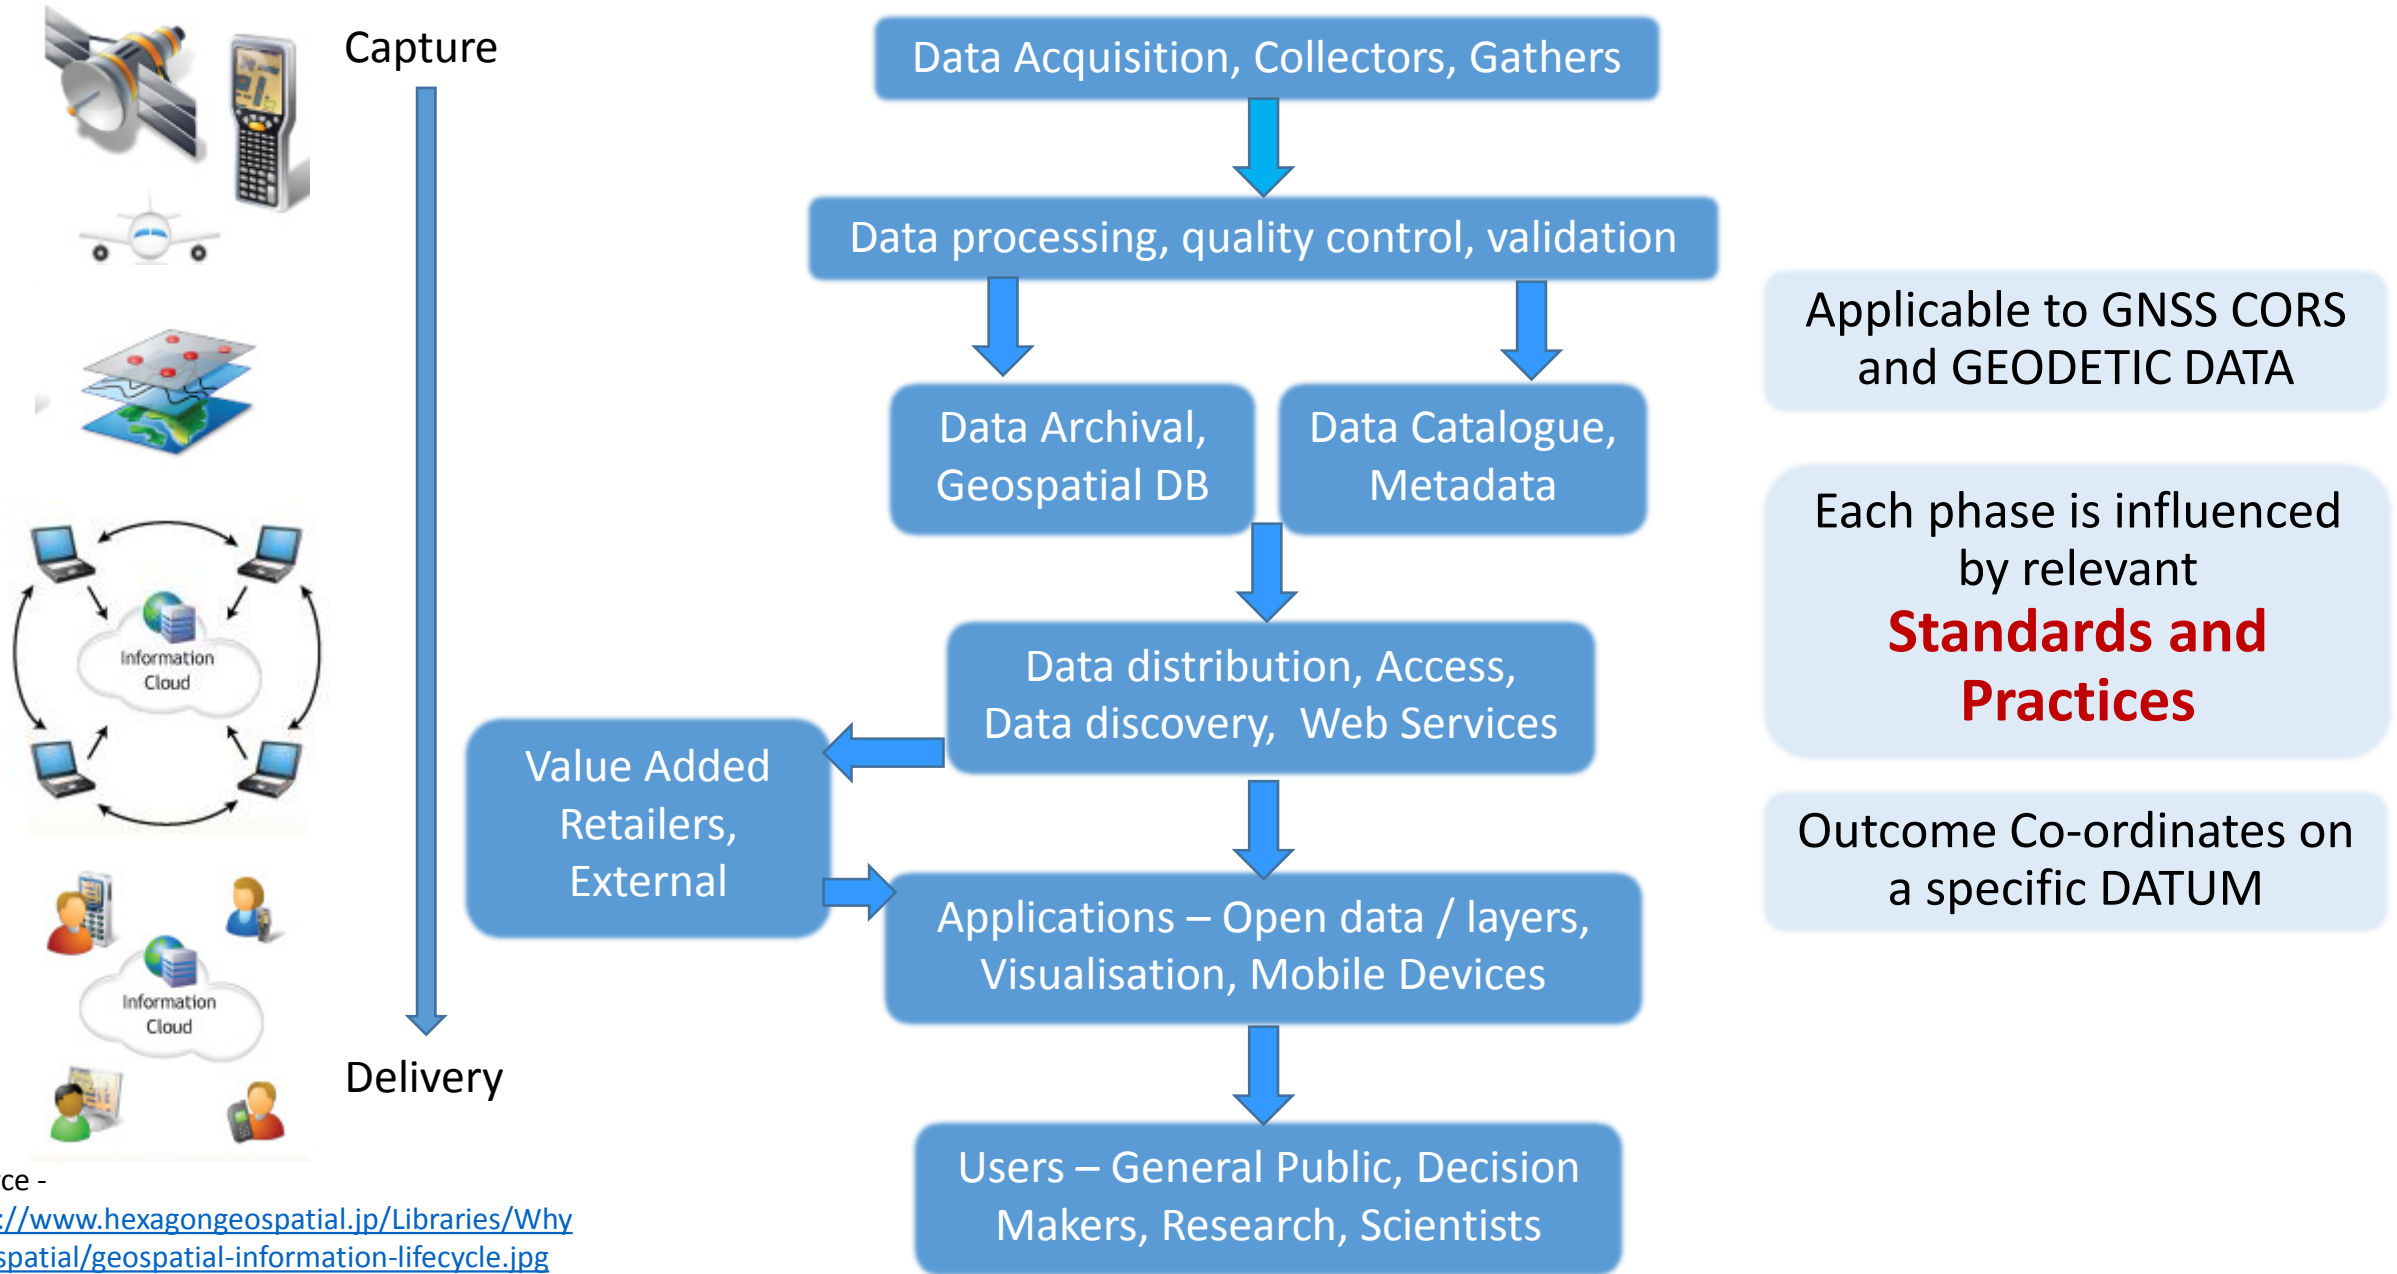 Capture
Data Acquisition, Collectors, Gathers
Data processing, quality control, validation
Applicable to GNSS CORS
and GEODETIC DATA
Data Archival,
Geospatial DB
Data Catalogue,
Metadata
Each phase is influenced
by relevant
Standards and
Practices
Information
Cloud
Data distribution, Access,
Data discovery, Web Services
Value Added
Retailers,
External
Outcome Co-ordinates on
a specific DATUM
Applications – Open data / layers,
Visualisation, Mobile Devices
Information
Cloud
Delivery
Users – General Public, Decision
Makers, Research, Scientists
rce -
://www.hexagongeospatial.jp/Libraries/Why
spatial/geospatial-information-lifecycle.jpg